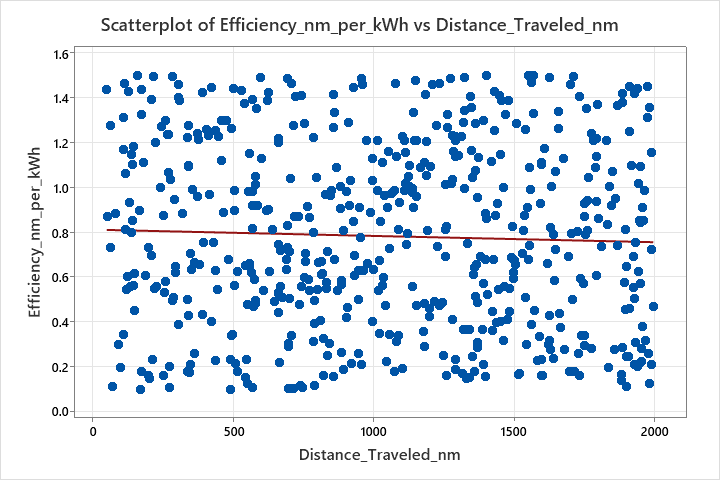 Scatterplot of Efficiency_nm_per_kWh vs Distance_Traveled_nm
Efficiency_nm_per_kWh
1.6
1.4
1.2
1.0
0.8
0.6
0.4
0.2
0.0
0 500 1000 1500 2000
Distance_Traveled_nm